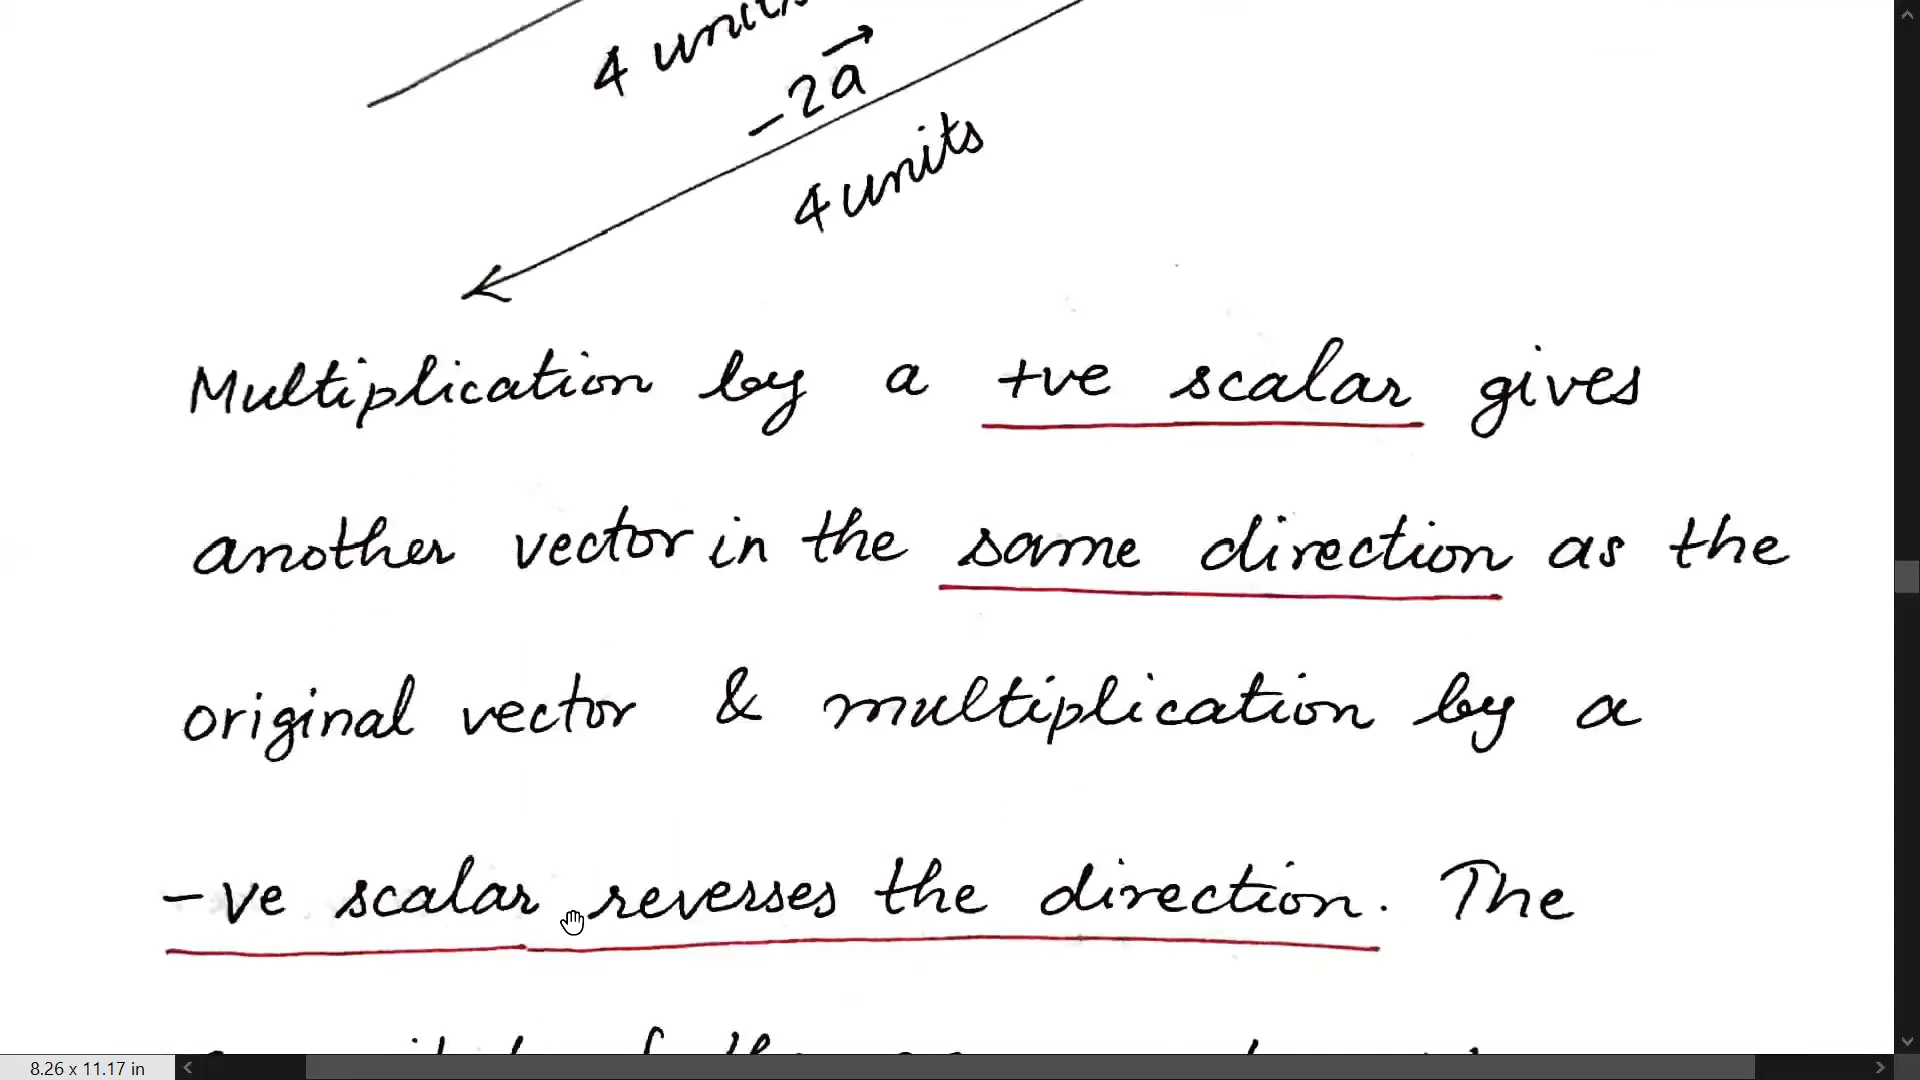 4 units
-2a⃗
4 units
Multiplication by a +ve scalar gives
another vector in the same direction as the
original vector & multiplication by a
-ve scalar reverses the direction. The
8.26 x 11.17 in